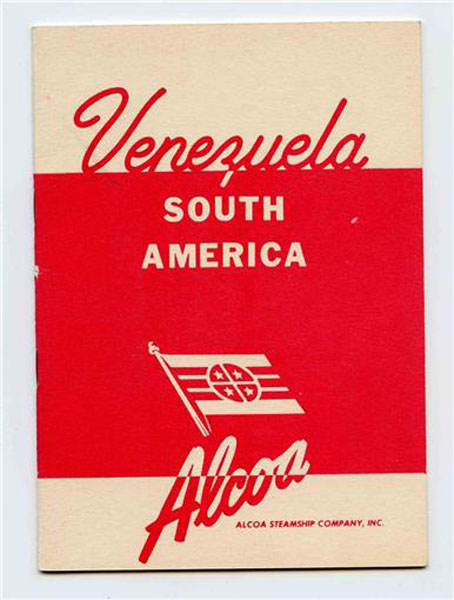 Venezuela
SOUTH
AMERICA
Alcoa
ALCOA STEAMSHIP COMPANY, INC.